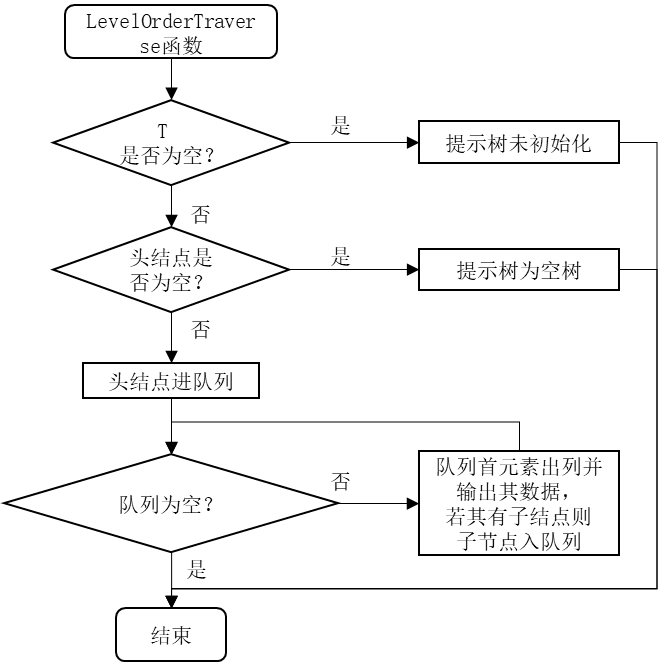 LevelOrderTraver
se函数
T
是否为空？
是
提示树未初始化
否
头结点是
否为空？
是
提示树为空树
否
头结点进队列
队列为空？
否
队列首元素出列并
输出其数据，
若其有子结点则
子节点入队列
是
结束